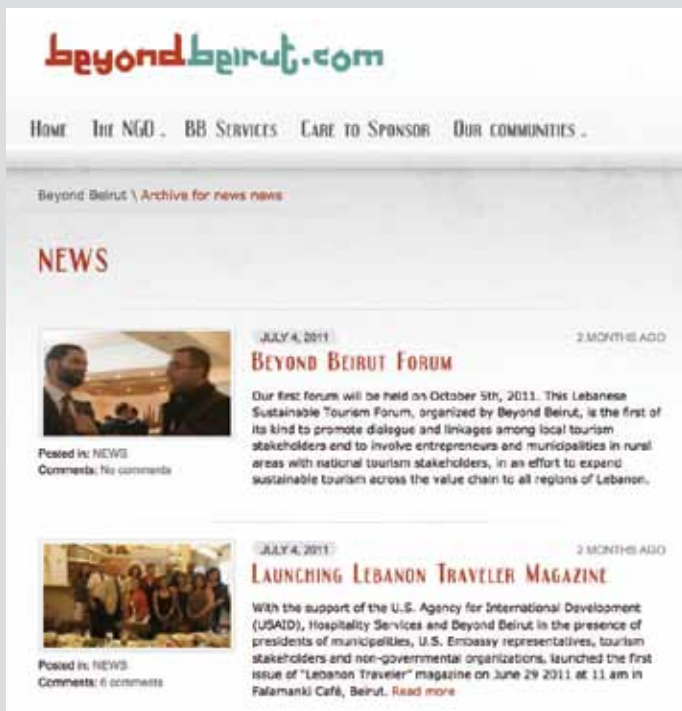 beyondbeirut.com
HOME THE NGO . BB SERVICES CARE TO SPONSOR OUR COMMUNITIES .
Beyond Beirut \ Archive for news news
NEWS
JULY 4, 2011 2 MONTHS AGO
BEYOND BEIRUT FORUM
Our first forum will be held on October 5th, 2011. This Lebanese
Sustainable Tourism Forum, organized by Beyond Beirut, is the first of
its kind to promote dialogue and linkages among local tourism
stakeholders and to involve entrepreneurs and municipalities in rural
areas with national tourism stakeholders, in an effort to expand
sustainable tourism across the value chain to all regions of Lebanon.
Posted in: NEWS
Comments: No comments
JULY 4, 2011 2 MONTHS AGO
LAUNCHING LEBANON TRAVELER MAGAZINE
With the support of the U.S. Agency for International Development
(USAID), Hospitality Services and Beyond Beirut in the presence of
presidents of municipalities, U.S. Embassy representatives, tourism
stakeholders and non-governmental organizations, launched the first
issue of "Lebanon Traveler" magazine on June 29 2011 at 11 am in
Falamanki Café, Beirut. Read more
Posted in: NEWS
Comments: 6 comments